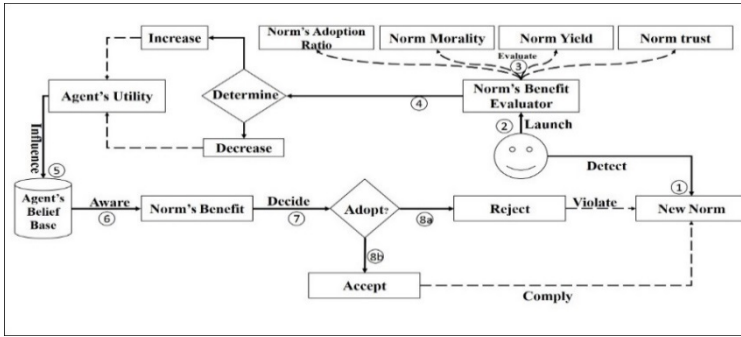 Increase
Norm's Adoption
Ratio
Norm Morality
Norm Yield
Norm trust
Evaluate
③
Agent's Utility
Determine
④
Norm's Benefit
Evaluator
② Launch
Decrease
Influence
⑤
Detect
①
Agent's
Belief
Base
Aware
⑥
Norm's Benefit
Decide
⑦
Adopt?
8a
Reject
Violate
New Norm
8b
Accept
Comply